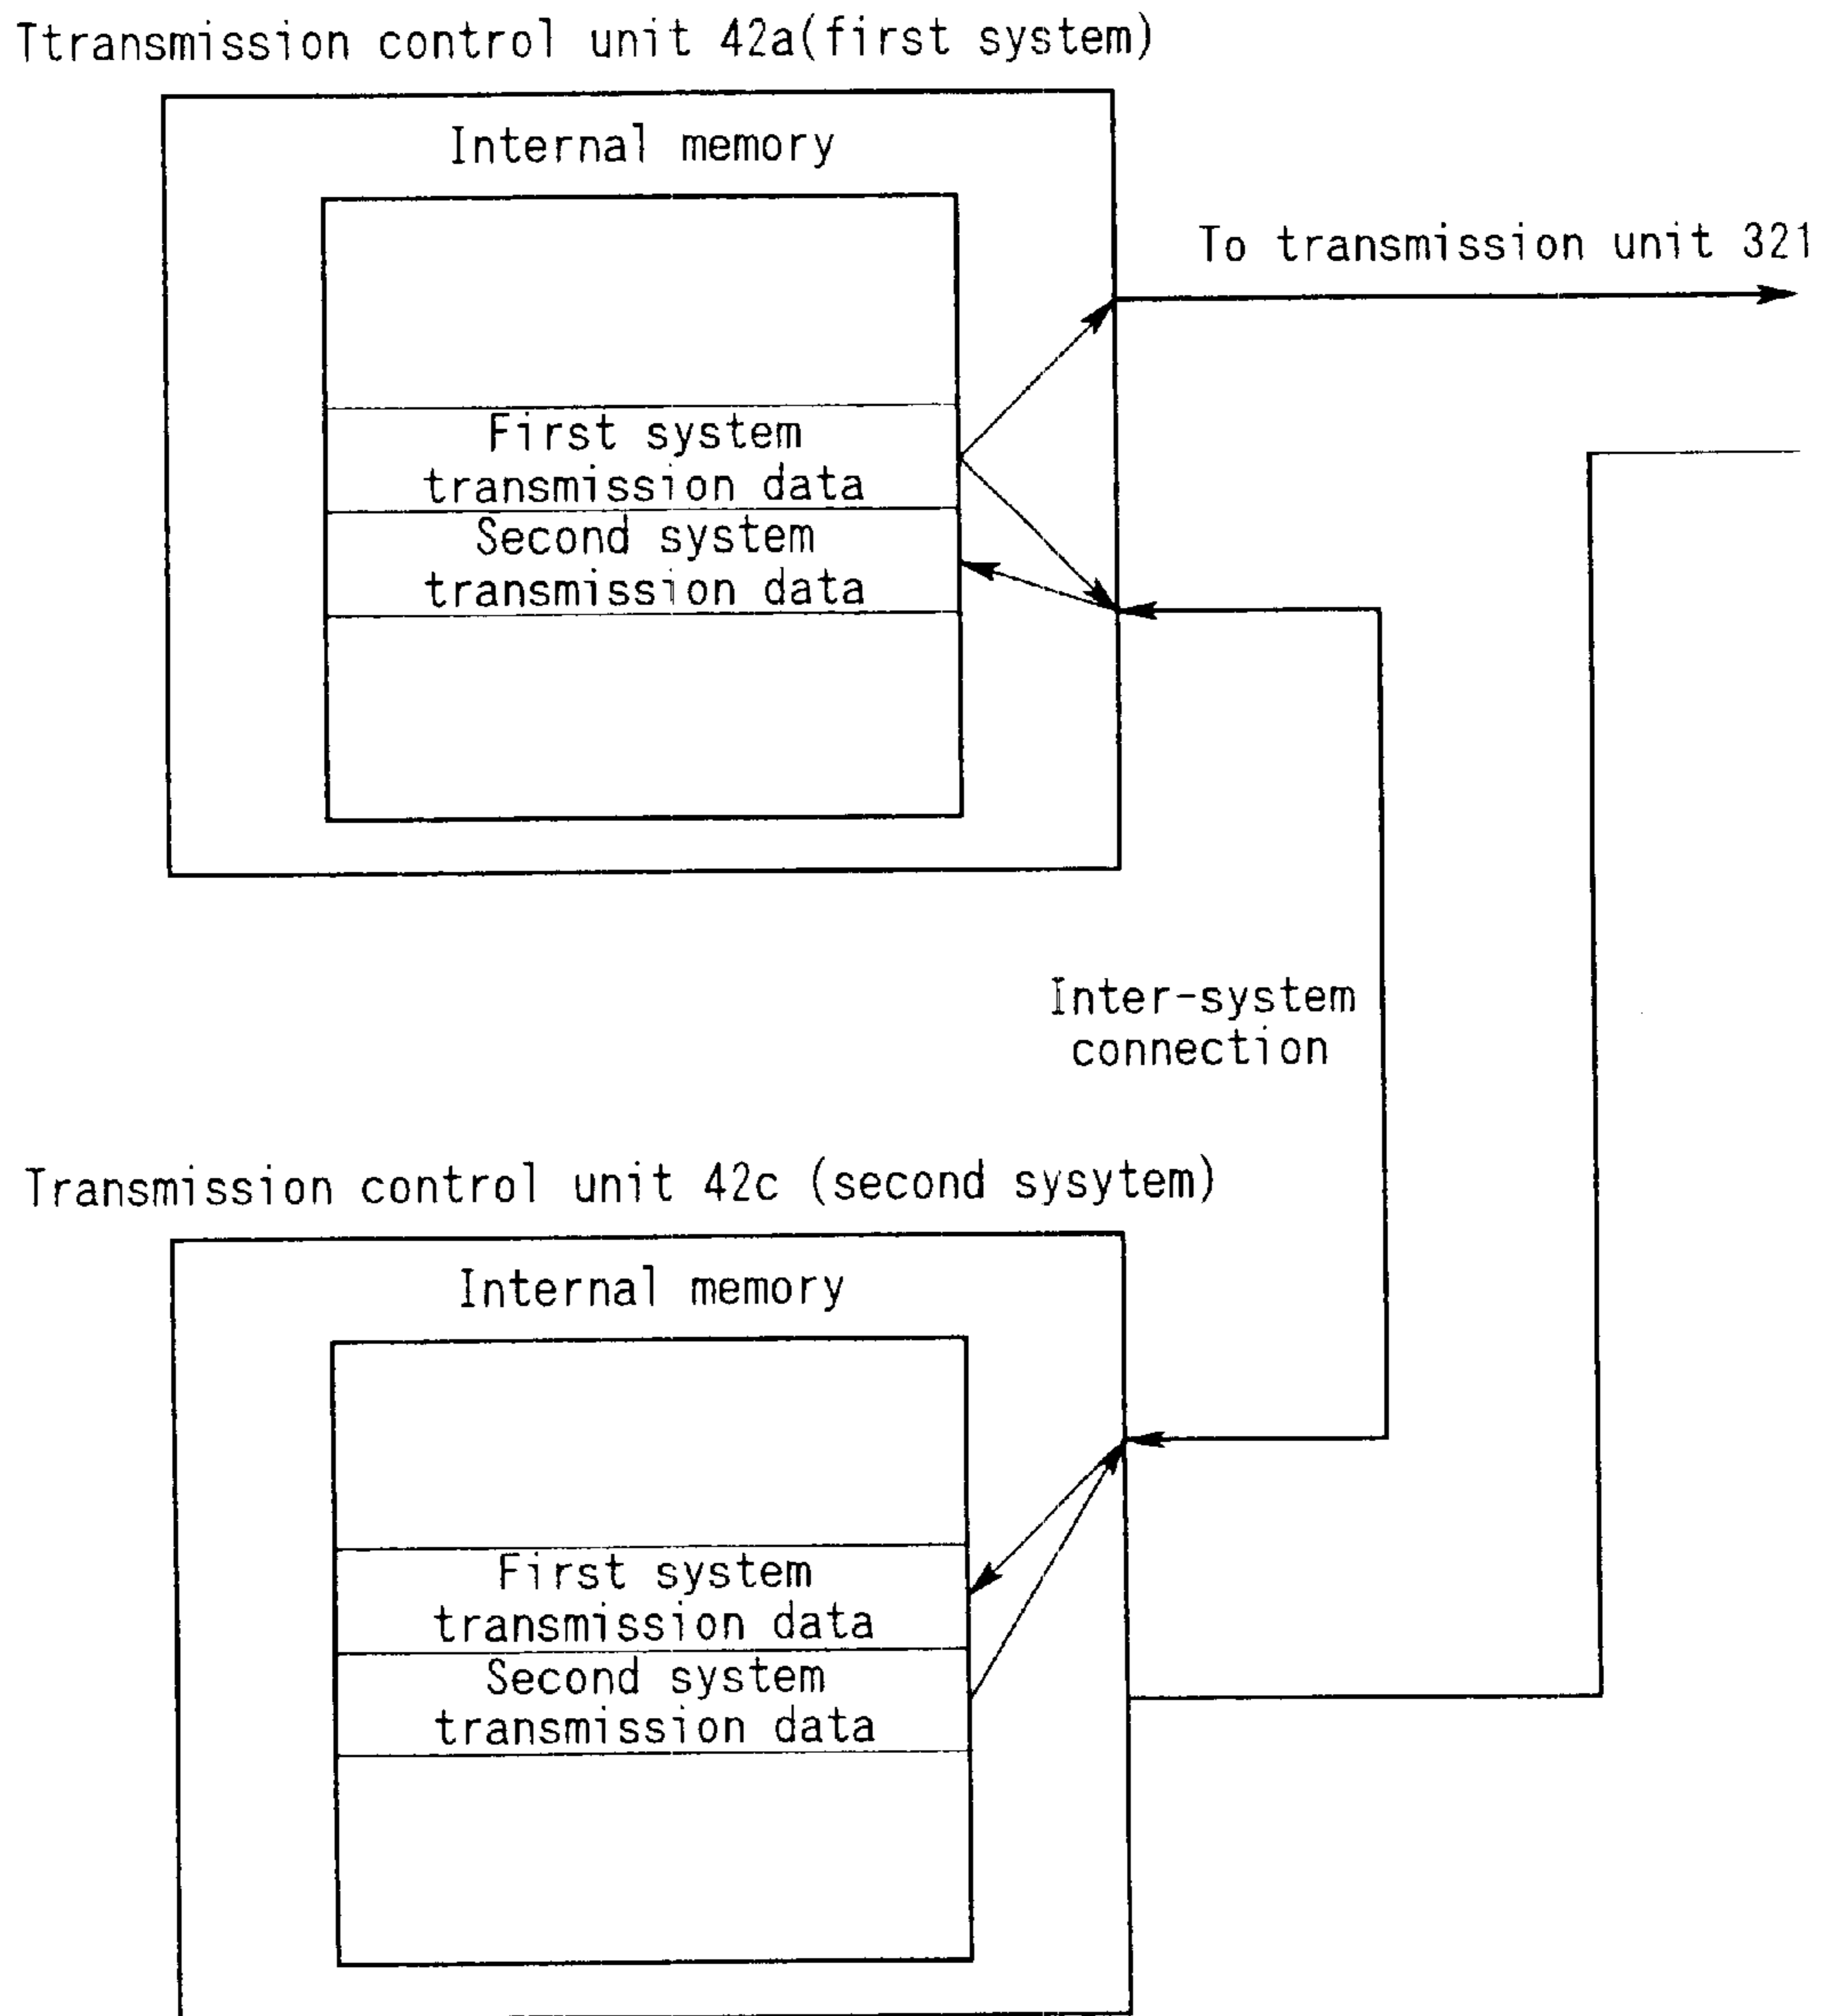 Ttransmission control unit 42a(first system)
Internal memory
To transmission unit 321
First system
transmission data
Second system
transmission data
Inter-system
connection
Transmission control unit 42c (second sysytem)
Internal memory
First system
transmission data
Second system
transmission data